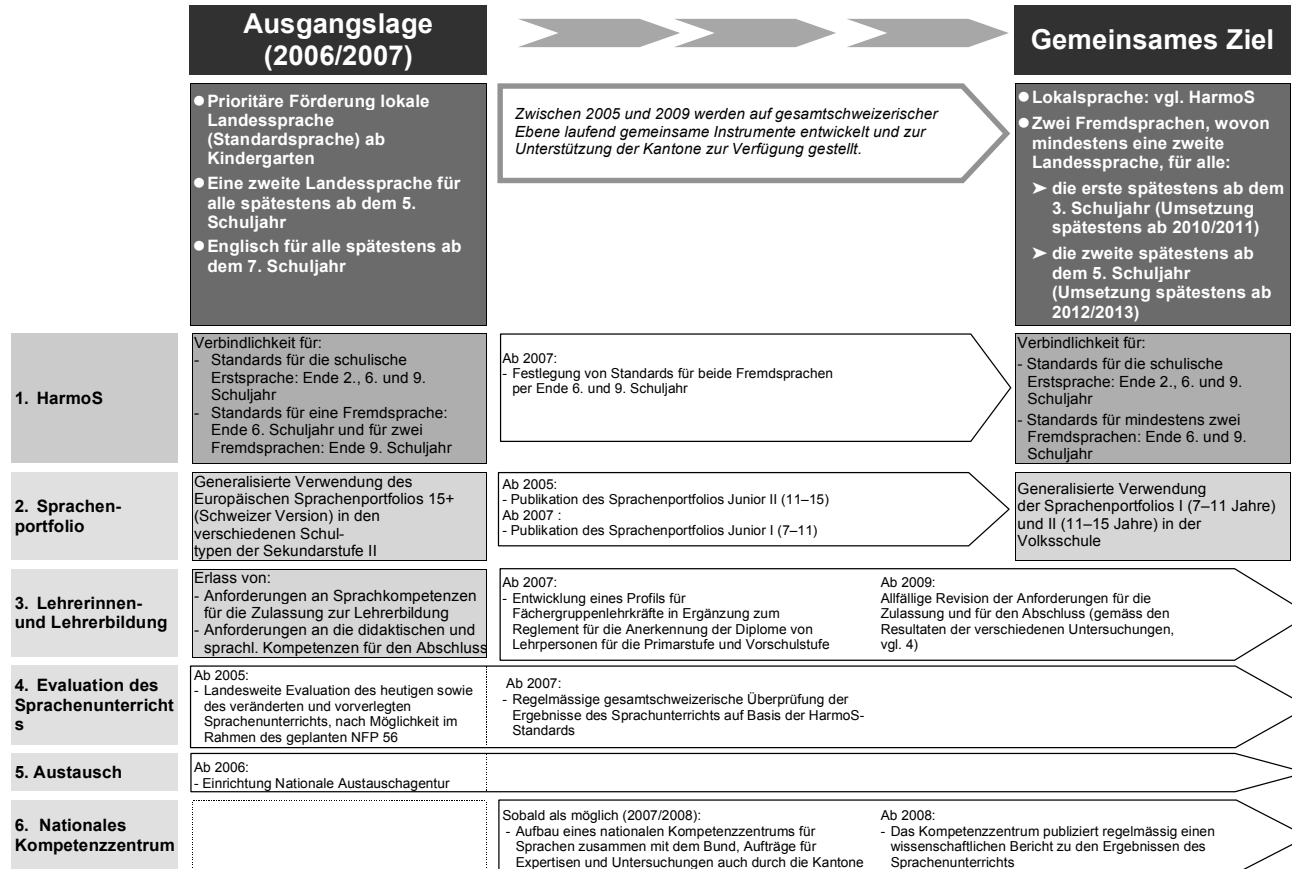 Ausgangslage
(2006/2007)
Gemeinsames Ziel
● Prioritäre Förderung lokale
Landessprache
(Standardsprache) ab
Kindergarten
● Eine zweite Landessprache für
alle spätestens ab dem 5.
Schuljahr
● Englisch für alle spätestens ab
dem 7. Schuljahr
Zwischen 2005 und 2009 werden auf gesamtschweizerischer
Ebene laufend gemeinsame Instrumente entwickelt und zur
Unterstützung der Kantone zur Verfügung gestellt.
● Lokalsprache: vgl. HarmoS
● Zwei Fremdsprachen, wovon
mindestens eine zweite
Landessprache, für alle:
➤ die erste spätestens ab dem
3. Schuljahr (Umsetzung
spätestens ab 2010/2011)
➤ die zweite spätestens ab
dem 5. Schuljahr
(Umsetzung spätestens ab
2012/2013)
1. HarmoS
Verbindlichkeit für:
- Standards für die schulische
Erstsprache: Ende 2., 6. und 9.
Schuljahr
- Standards für eine Fremdsprache:
Ende 6. Schuljahr und für zwei
Fremdsprachen: Ende 9. Schuljahr
Ab 2007:
- Festlegung von Standards für beide Fremdsprachen
per Ende 6. und 9. Schuljahr
Verbindlichkeit für:
- Standards für die schulische
Erstsprache: Ende 2., 6. und 9.
Schuljahr
- Standards für mindestens zwei
Fremdsprachen: Ende 6. und 9.
Schuljahr
2. Sprachen-
portfolio
Generalisierte Verwendung des
Europäischen Sprachenportfolios 15+
(Schweizer Version) in den
verschiedenen Schul-
typen der Sekundarstufe II
Ab 2005:
- Publikation des Sprachenportfolios Junior II (11–15)
Ab 2007 :
- Publikation des Sprachenportfolios Junior I (7–11)
Generalisierte Verwendung
der Sprachenportfolios I (7–11 Jahre)
und II (11–15 Jahre) in der
Volksschule
3. Lehrerinnen-
und Lehrerbildung
Erlass von:
- Anforderungen an Sprachkompetenzen
für die Zulassung zur Lehrerbildung
- Anforderungen an die didaktischen und
sprachl. Kompetenzen für den Abschluss
Ab 2007:
- Entwicklung eines Profils für
Fächergruppenlehrkräfte in Ergänzung zum
Reglement für die Anerkennung der Diplome von
Lehrpersonen für die Primarstufe und Vorschulstufe
Ab 2009:
Allfällige Revision der Anforderungen für die
Zulassung und für den Abschluss (gemäss den
Resultaten der verschiedenen Untersuchungen,
vgl. 4)
4. Evaluation des
Sprachenunterricht
s
Ab 2005:
- Landesweite Evaluation des heutigen sowie
des veränderten und vorverlegten
Sprachenunterrichts, nach Möglichkeit im
Rahmen des geplanten NFP 56
Ab 2007:
- Regelmässige gesamtschweizerische Überprüfung der
Ergebnisse des Sprachunterrichts auf Basis der HarmoS-
Standards
5. Austausch
Ab 2006:
- Einrichtung Nationale Austauschagentur
6. Nationales
Kompetenzzentrum
Sobald als möglich (2007/2008):
- Aufbau eines nationalen Kompetenzzentrums für
Sprachen zusammen mit dem Bund, Aufträge für
Expertisen und Untersuchungen auch durch die Kantone
Ab 2008:
- Das Kompetenzzentrum publiziert regelmässig einen
wissenschaftlichen Bericht zu den Ergebnissen des
Sprachenunterrichts